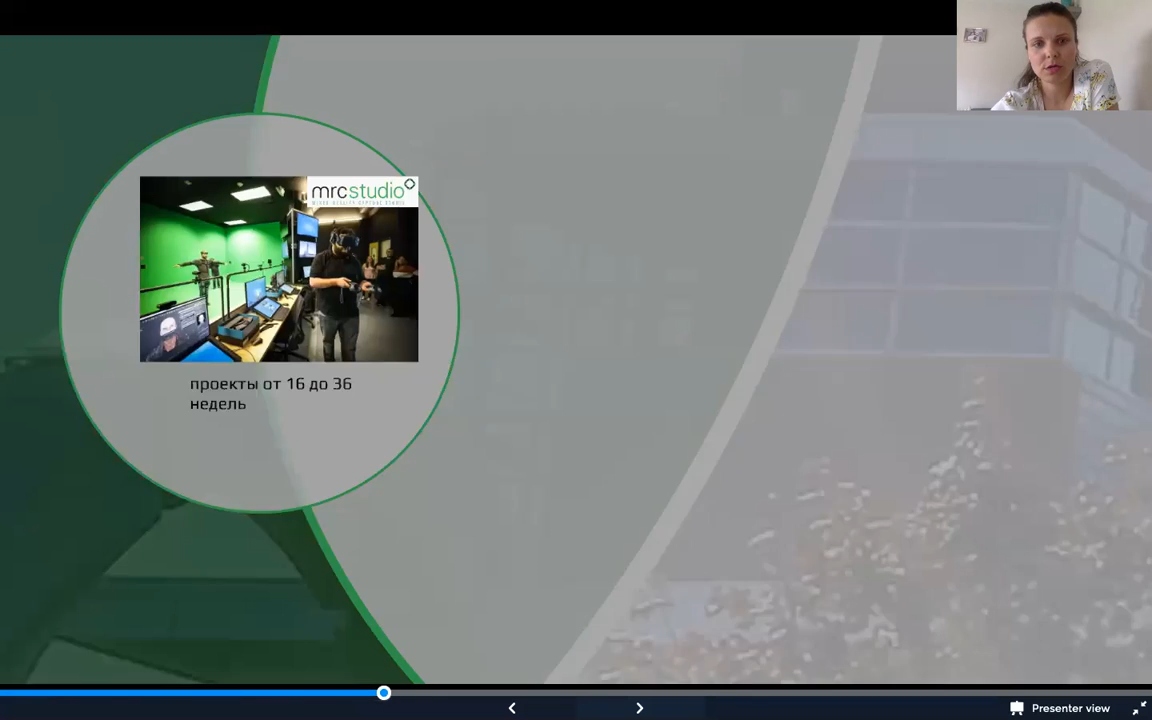 mrcstudio
проекты от 16 до 36
недель
Presenter view